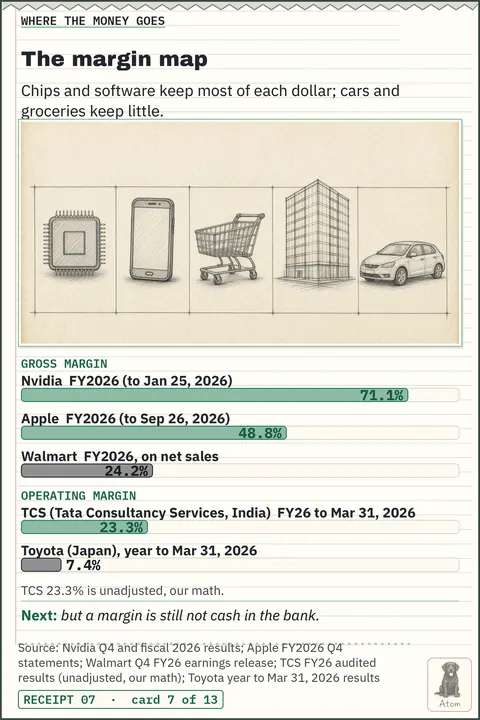 WHERE THE MONEY GOES
The margin map
Chips and software keep most of each dollar; cars and
groceries keep little.
GROSS MARGIN
Nvidia FY2026 (to Jan 25, 2026)
71.1%
Apple FY2026 (to Sep 26, 2026)
48.8%
Walmart FY2026, on net sales
24.2%
OPERATING MARGIN
TCS (Tata Consultancy Services, India) FY26 to Mar 31, 2026
23.3%
Toyota (Japan), year to Mar 31, 2026
7.4%
TCS 23.3% is unadjusted, our math.
Next: but a margin is still not cash in the bank.
Source: Nvidia Q4 and fiscal 2026 results; Apple FY2026 Q4
statements; Walmart Q4 FY26 earnings release; TCS FY26 audited
results (unadjusted, our math); Toyota year to Mar 31, 2026 results
RECEIPT 07 · card 7 of 13
Atom